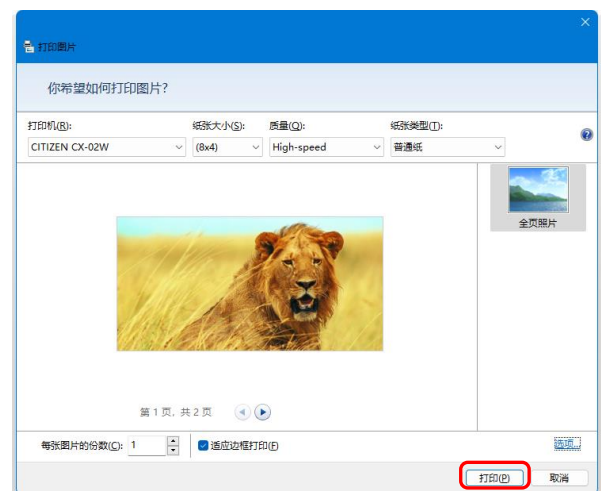 打印图片
你希望如何打印图片?
打印机(R): 纸张大小(S): 质量(Q): 纸张类型(T):
CITIZEN CX-02W (8x4) High-speed 普通纸
全页照片
第 1 页, 共 2 页
每张图片的份数(C): 1 适应边框打印(F) 选项...
打印(P) 取消